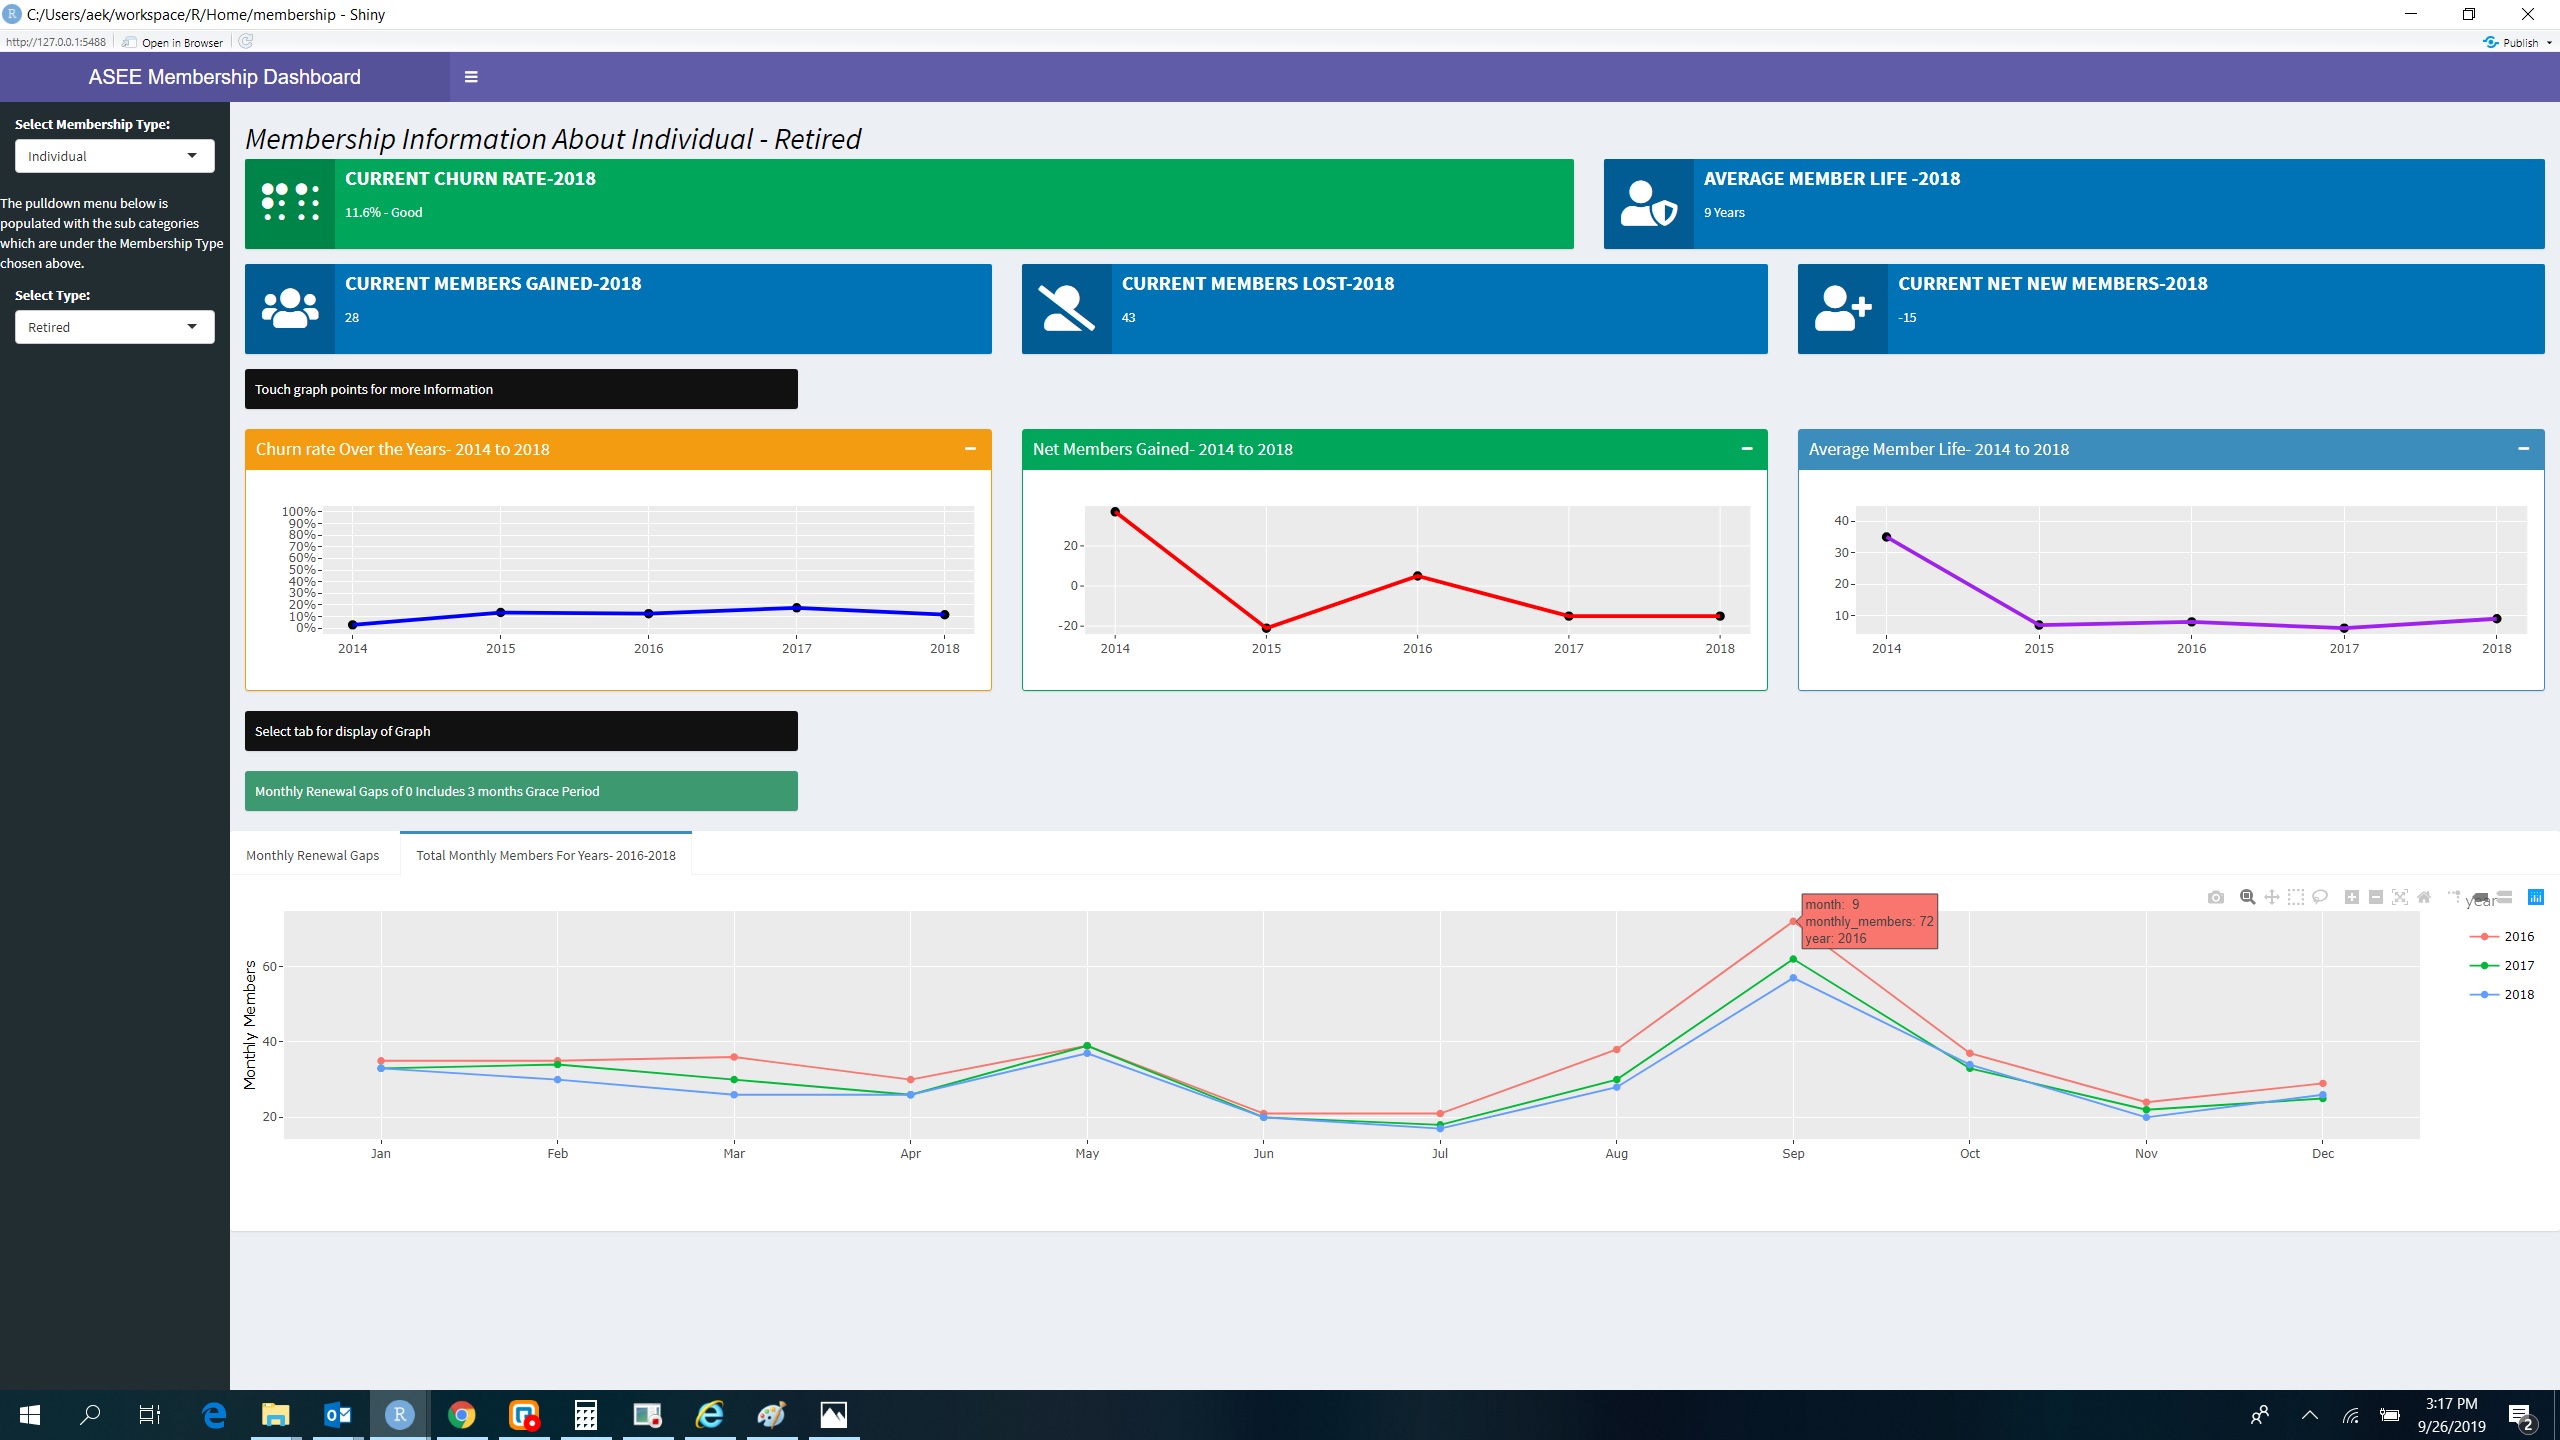 C:/Users/aek/workspace/R/Home/membership - Shiny
http://127.0.0.1:5488
Open in Browser
Publish
ASEE Membership Dashboard
Select Membership Type:
Individual
The pulldown menu below is
populated with the sub categories
which are under the Membership Type
chosen above.
Select Type:
Retired
Membership Information About Individual - Retired
CURRENT CHURN RATE-2018
11.6% - Good
AVERAGE MEMBER LIFE -2018
9 Years
CURRENT MEMBERS GAINED-2018
28
CURRENT MEMBERS LOST-2018
43
CURRENT NET NEW MEMBERS-2018
-15
Touch graph points for more Information
Churn rate Over the Years- 2014 to 2018
100%
90%
80%
70%
60%
50%
40%
30%
20%
10%
0%
2014 2015 2016 2017 2018
Net Members Gained- 2014 to 2018
20
0
-20
2014 2015 2016 2017 2018
Average Member Life- 2014 to 2018
40
30
20
10
2014 2015 2016 2017 2018
Select tab for display of Graph
Monthly Renewal Gaps of 0 Includes 3 months Grace Period
Monthly Renewal Gaps
Total Monthly Members For Years- 2016-2018
Monthly Members
60
40
20
month: 9
monthly_members: 72
year: 2016
year
2016
2017
2018
Jan Feb Mar Apr May Jun Jul Aug Sep Oct Nov Dec
3:17 PM
9/26/2019
2